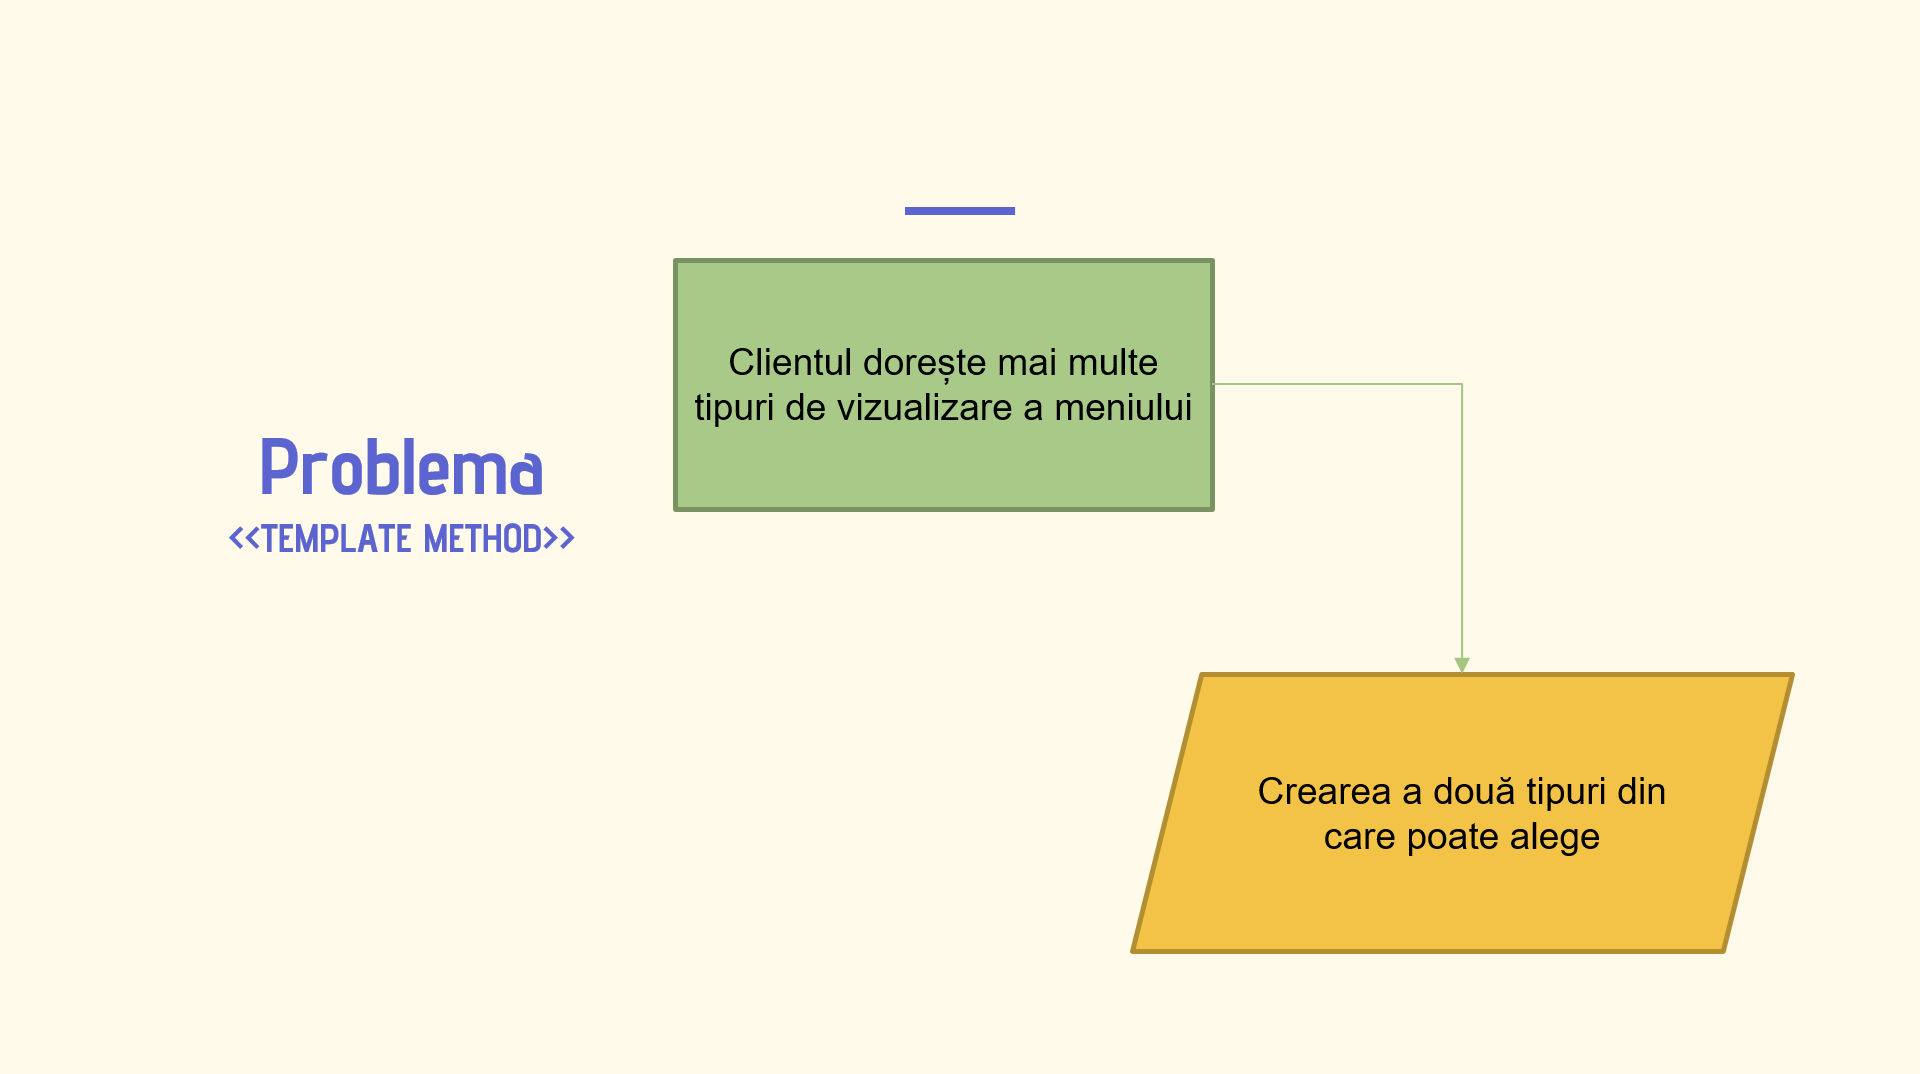 Problema
<<TEMPLATE METHOD>>
Clientul dorește mai multe
tipuri de vizualizare a meniului
Crearea a două tipuri din
care poate alege